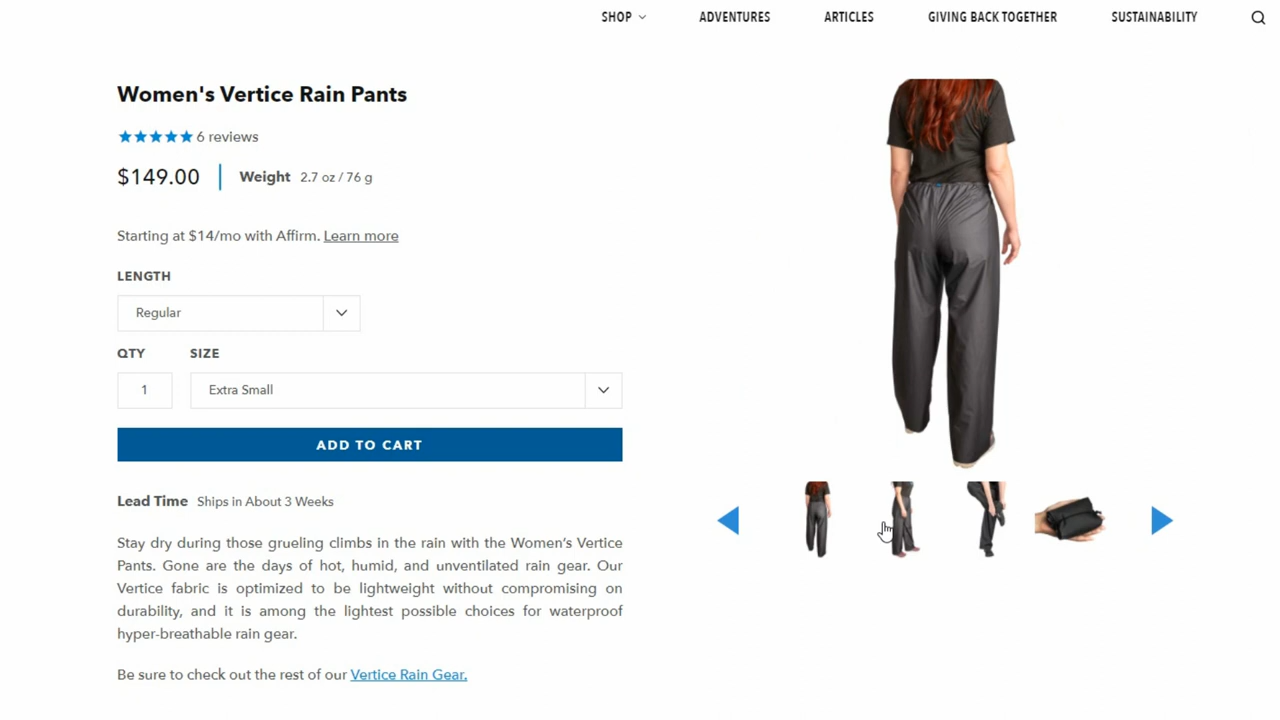 SHOP
ADVENTURES
ARTICLES
GIVING BACK TOGETHER
SUSTAINABILITY
Women's Vertice Rain Pants
6 reviews
$149.00
Weight 2.7 oz / 76 g
Starting at $14/mo with Affirm. Learn more
LENGTH
Regular
QTY
SIZE
1
Extra Small
ADD TO CART
Lead Time Ships in About 3 Weeks
Stay dry during those grueling climbs in the rain with the Women’s Vertice
Pants. Gone are the days of hot, humid, and unventilated rain gear. Our
Vertice fabric is optimized to be lightweight without compromising on
durability, and it is among the lightest possible choices for waterproof
hyper-breathable rain gear.
Be sure to check out the rest of our Vertice Rain Gear.